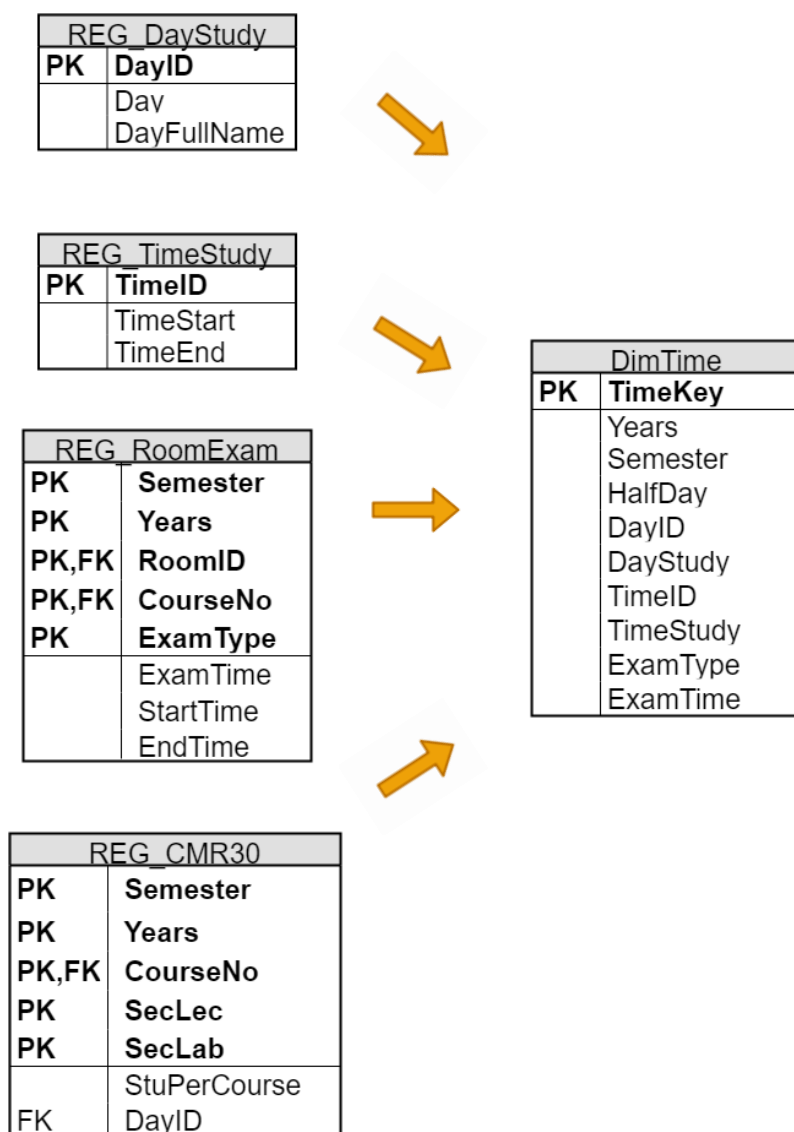 REG_DayStudy
PK DayID
Day
DayFullName
REG_TimeStudy
PK TimeID
TimeStart
TimeEnd
REG_RoomExam
PK Semester
PK Years
PK,FK RoomID
PK,FK CourseNo
PK ExamType
ExamTime
StartTime
EndTime
DimTime
PK TimeKey
Years
Semester
HalfDay
DayID
DayStudy
TimeID
TimeStudy
ExamType
ExamTime
REG_CMR30
PK Semester
PK Years
PK,FK CourseNo
PK SecLec
PK SecLab
StuPerCourse
FK DayID